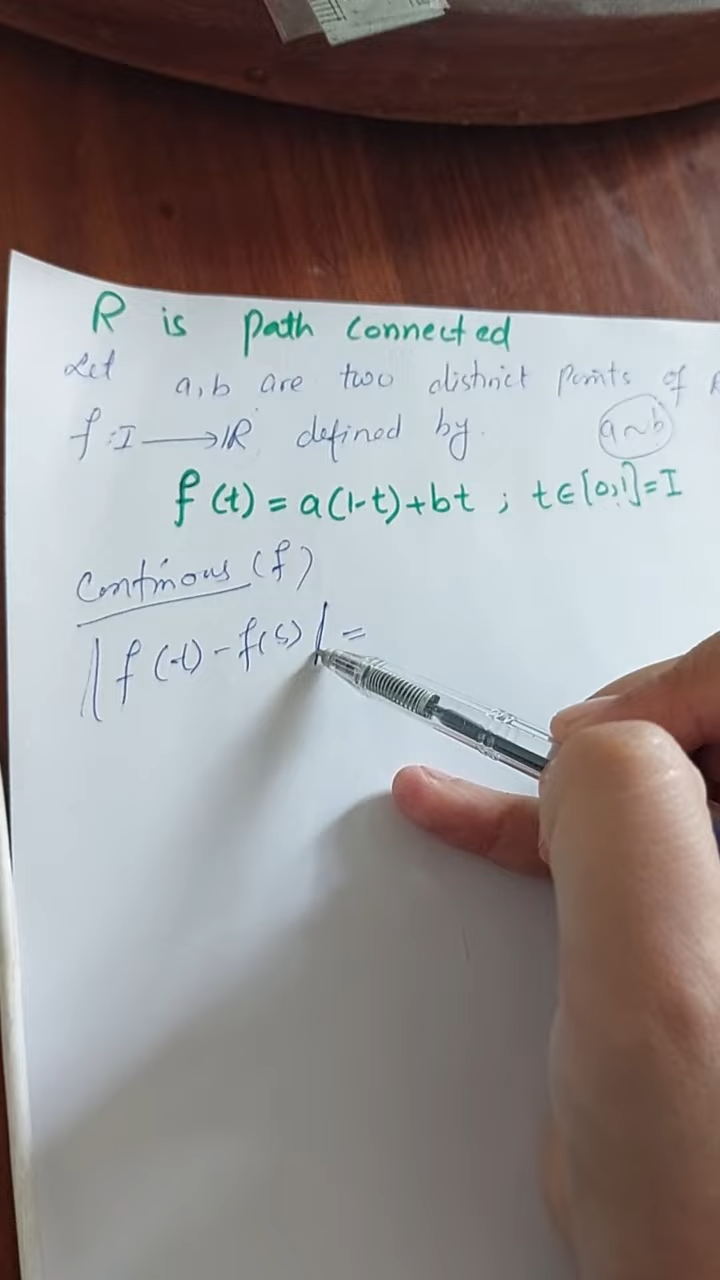 R is path connected
Let a,b are two distinct points of R
f:I ⟶ R defined by. a~b
f(t) = a(1-t)+bt ; t∈[0,1]=I
Continous (f)
|f(t) - f(s)| =